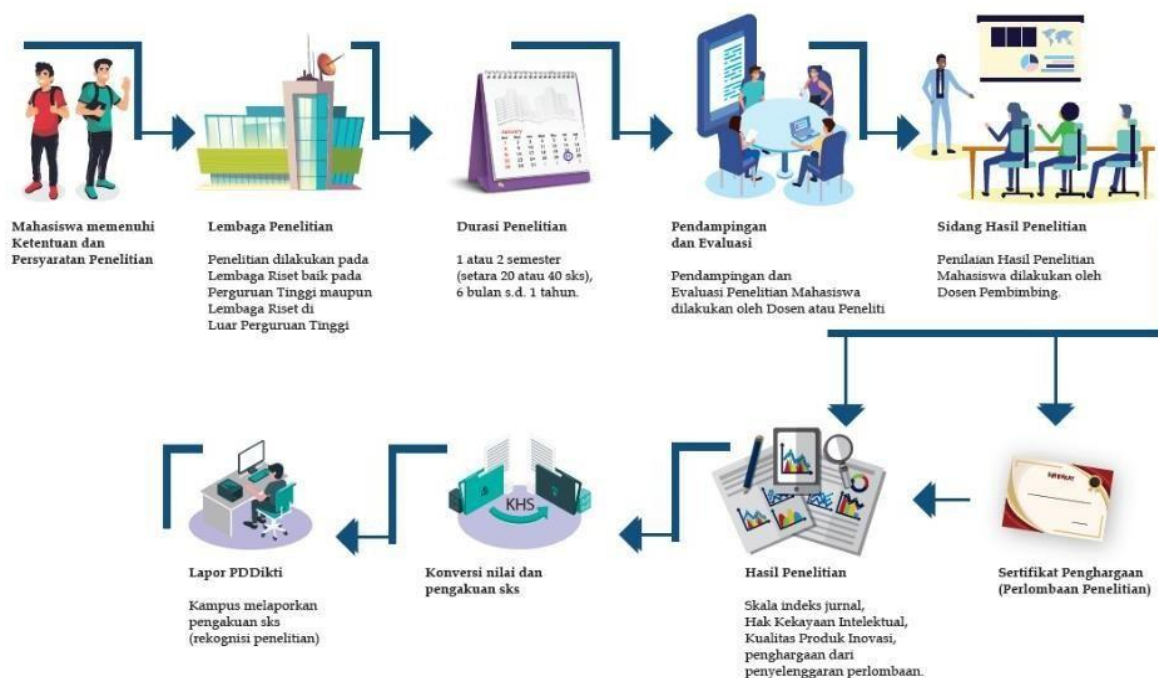 Mahasiswa memenuhi
Ketentuan dan
Persyaratan Penelitian
Lembaga Penelitian
Penelitian dilakukan pada
Lembaga Riset baik pada
Perguruan Tinggi maupun
Lembaga Riset di
Luar Perguruan Tinggi
January
Durasi Penelitian
1 atau 2 semester
(setara 20 atau 40 sks),
6 bulan s.d. 1 tahun.
Pendampingan
dan Evaluasi
Pendampingan dan
Evaluasi Penelitian Mahasiswa
dilakukan oleh Dosen atau Peneliti
Sidang Hasil Penelitian
Penilaian Hasil Penelitian
Mahasiswa dilakukan oleh
Dosen Pembimbing.
Lapor PDDikti
Kampus melaporkan
pengakuan sks
(rekognisi penelitian)
KHS
Konversi nilai dan
pengakuan sks
Hasil Penelitian
Skala indeks jurnal,
Hak Kekayaan Intelektual,
Kualitas Produk Inovasi,
penghargaan dari
penyelenggaran perlombaan.
Sertifikat Penghargaan
(Perlombaan Penelitian)